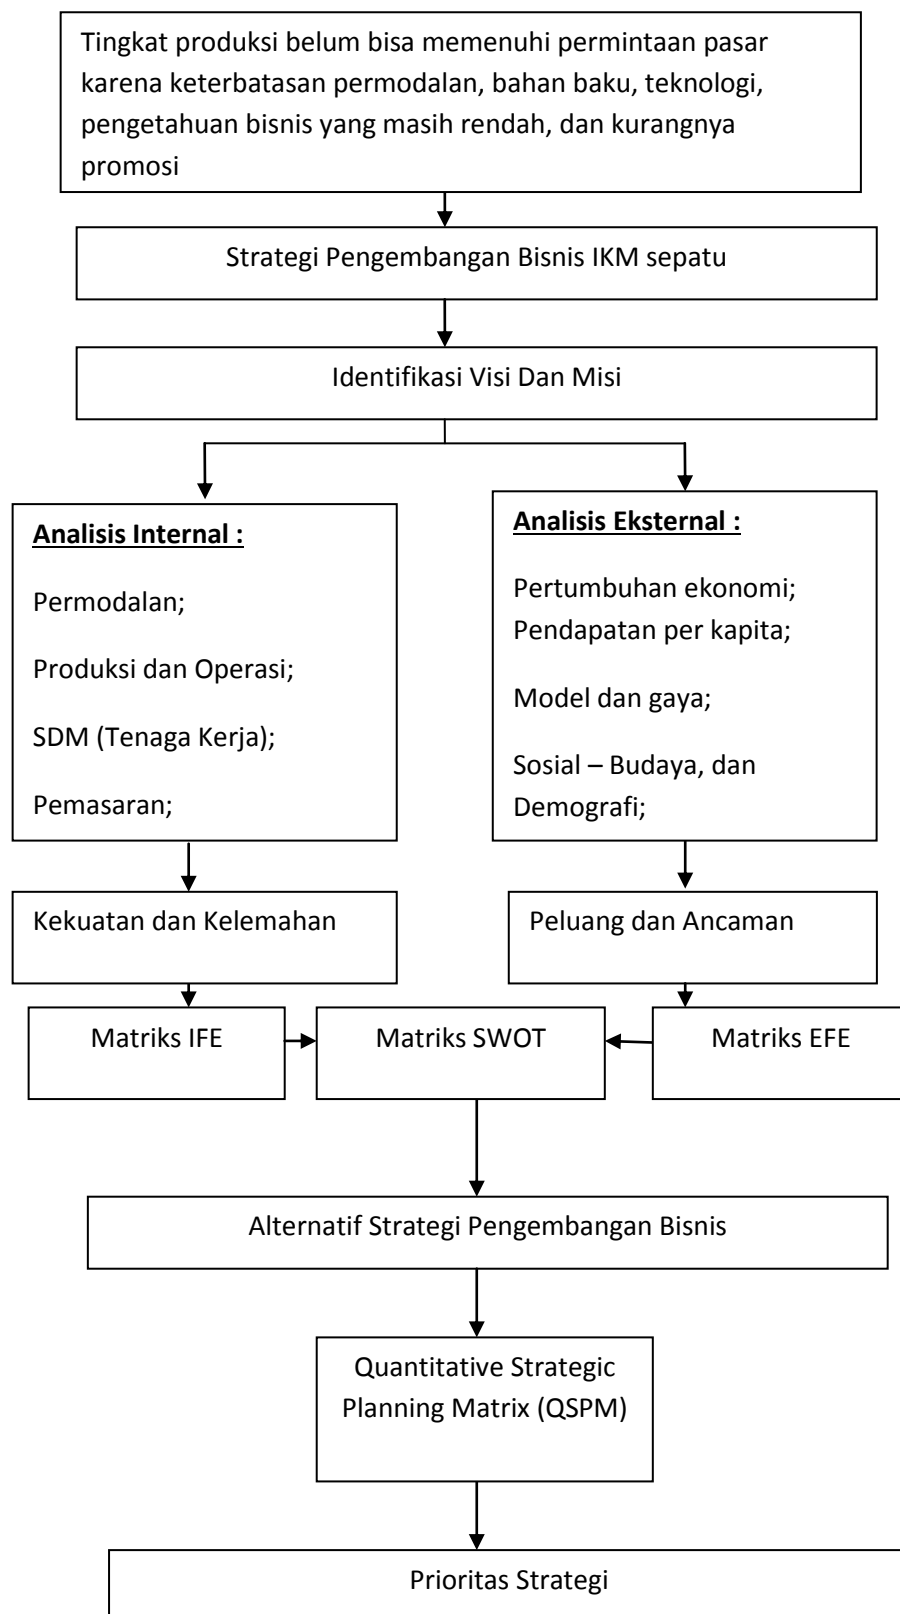 Tingkat produksi belum bisa memenuhi permintaan pasar
karena keterbatasan permodalan, bahan baku, teknologi,
pengetahuan bisnis yang masih rendah, dan kurangnya
promosi
Strategi Pengembangan Bisnis IKM sepatu
Identifikasi Visi Dan Misi
Analisis Internal :
Permodalan;
Produksi dan Operasi;
SDM (Tenaga Kerja);
Pemasaran;
Analisis Eksternal :
Pertumbuhan ekonomi;
Pendapatan per kapita;
Model dan gaya;
Sosial – Budaya, dan
Demografi;
Kekuatan dan Kelemahan
Peluang dan Ancaman
Matriks IFE
Matriks SWOT
Matriks EFE
Alternatif Strategi Pengembangan Bisnis
Quantitative Strategic
Planning Matrix (QSPM)
Prioritas Strategi